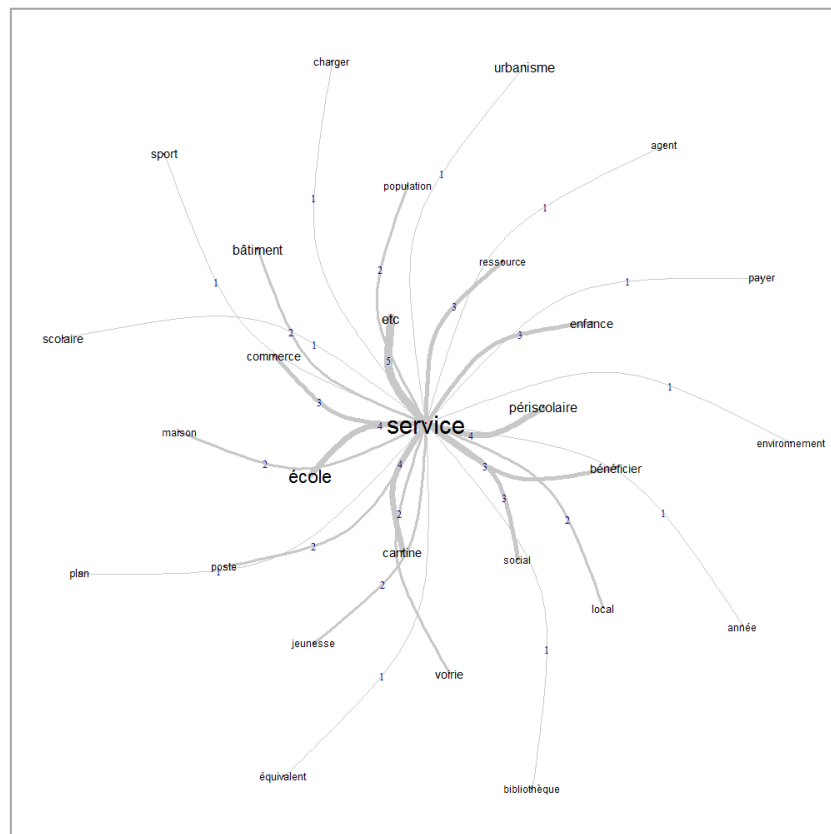 charger
urbanisme
sport
agent
1
population
1
1
bâtiment
2
ressource
1
payer
1
3
etc
enfance
scolaire
2
1
3
commerce
5
1
3
périscolaire
service
4
4
maison
environnement
2
4
3
bénéficier
école
3
2
2
1
cantine
2
social
plan
1
poste
2
local
année
jeunesse
1
voirie
1
équivalent
bibliothèque